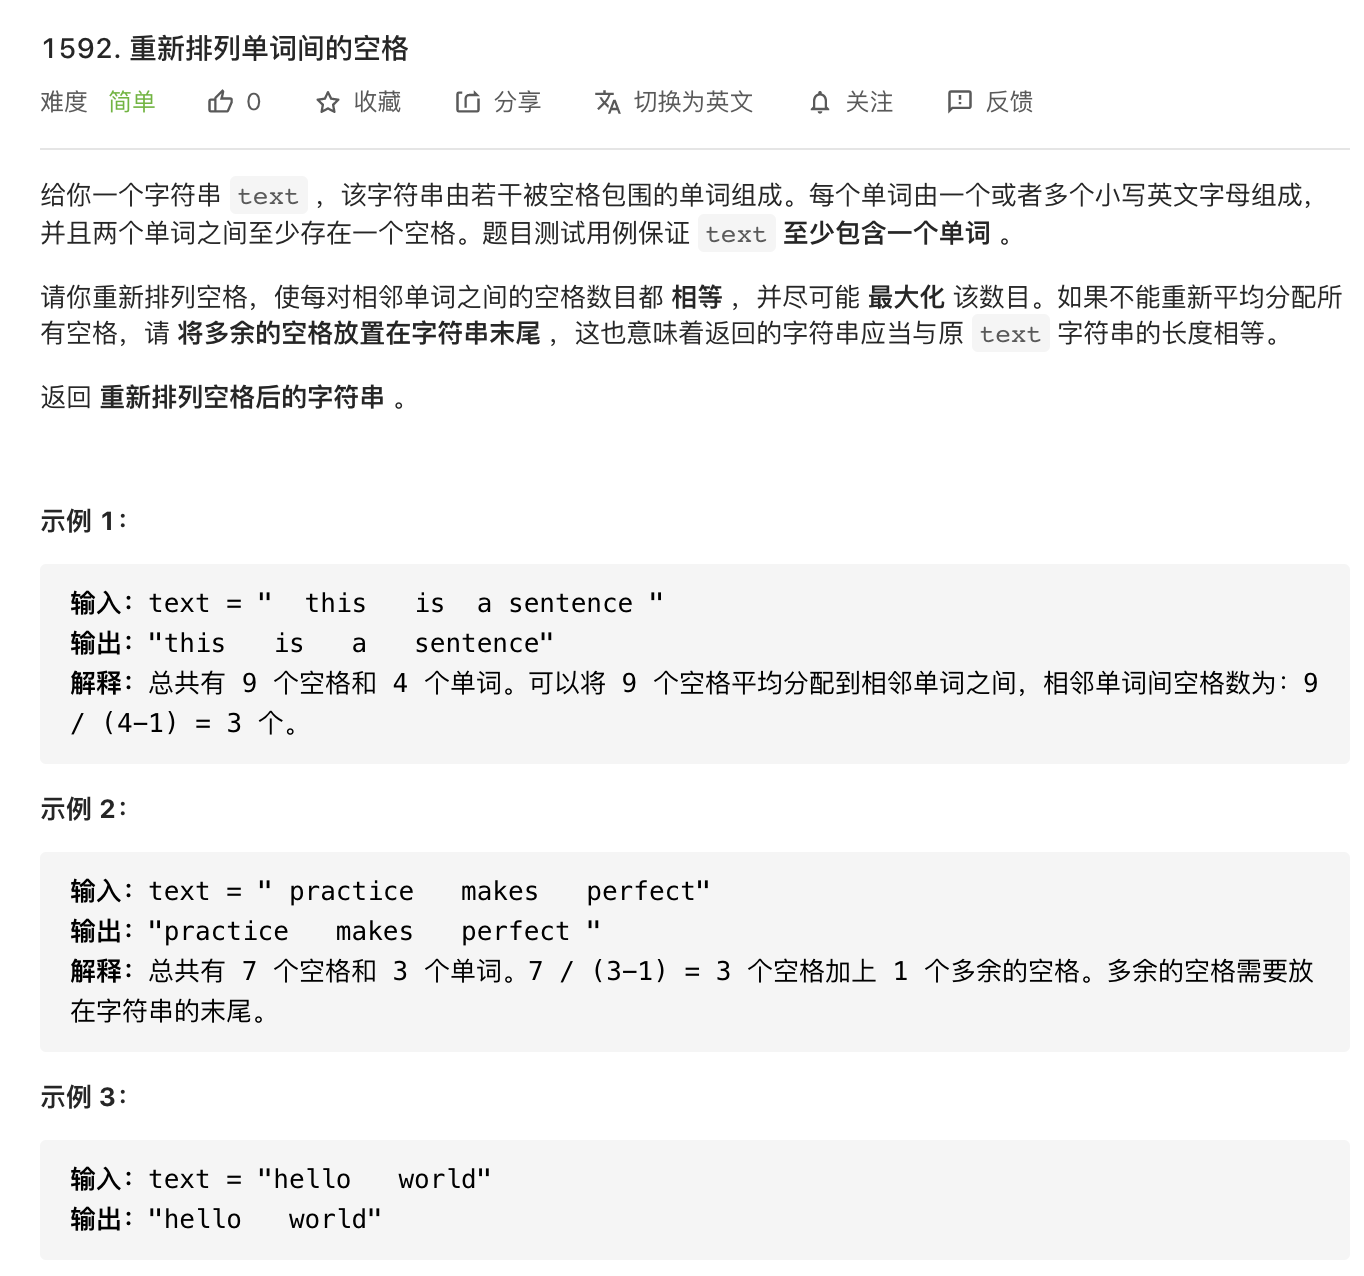 1592. 重新排列单词间的空格
难度 简单 0 收藏 分享 切换为英文 关注 反馈
给你一个字符串 text ，该字符串由若干被空格包围的单词组成。每个单词由一个或者多个小写英文字母组成，
并且两个单词之间至少存在一个空格。题目测试用例保证 text 至少包含一个单词 。
请你重新排列空格，使每对相邻单词之间的空格数目都 相等 ，并尽可能 最大化 该数目。如果不能重新平均分配所
有空格，请 将多余的空格放置在字符串末尾 ，这也意味着返回的字符串应当与原 text 字符串的长度相等。
返回 重新排列空格后的字符串 。
示例 1：
输入：text = "  this   is  a sentence "
输出："this   is   a   sentence"
解释：总共有 9 个空格和 4 个单词。可以将 9 个空格平均分配到相邻单词之间，相邻单词间空格数为：9
/ (4-1) = 3 个。
示例 2：
输入：text = " practice   makes   perfect"
输出："practice   makes   perfect "
解释：总共有 7 个空格和 3 个单词。7 / (3-1) = 3 个空格加上 1 个多余的空格。多余的空格需要放
在字符串的末尾。
示例 3：
输入：text = "hello   world"
输出："hello   world"